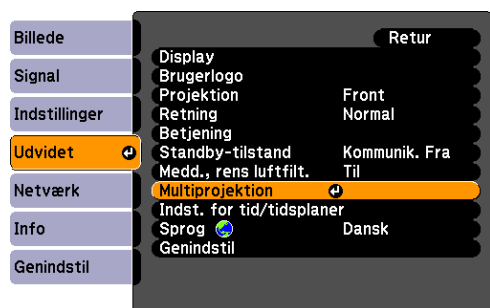 Billede
Signal
Indstillinger
Udvidet
Netværk
Info
Genindstil
Retur
Display
Brugerlogo
Projektion Front
Retning Normal
Betjening
Standby-tilstand Kommunik. Fra
Medd., rens luftfilt. Til
Multiprojektion
Indst. for tid/tidsplaner
Sprog Dansk
Genindstil